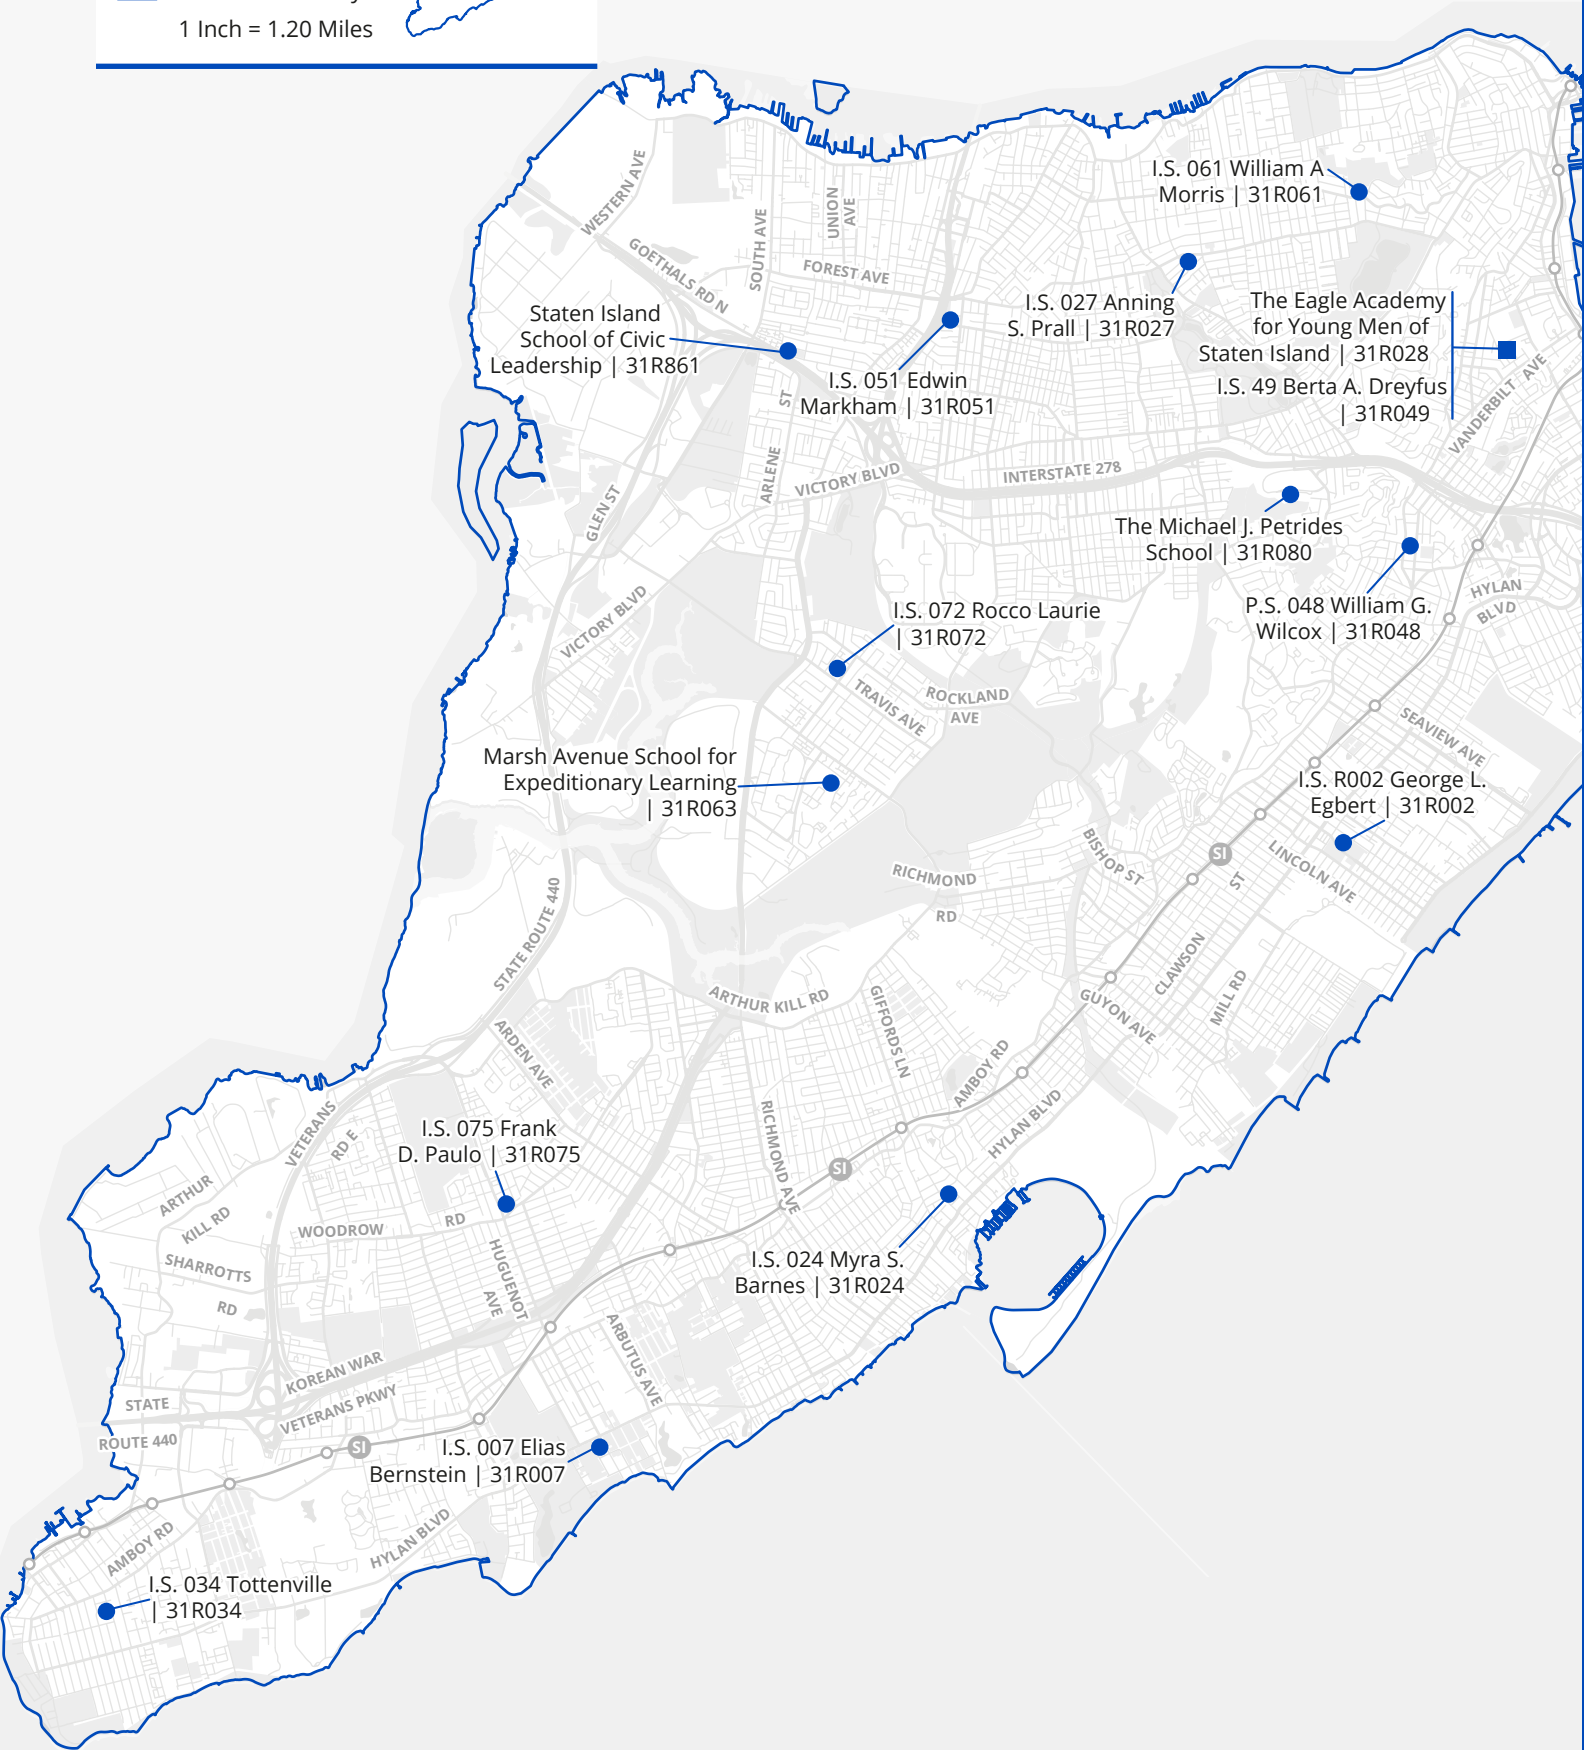 1 Inch = 1.20 Miles
WESTERN AVE
UNION
AVE
SOUTH AVE
GOETHALS RD N
FOREST AVE
I.S. 061 William A
Morris | 31R061
I.S. 027 Anning
S. Prall | 31R027
The Eagle Academy
for Young Men of
Staten Island | 31R028
I.S. 49 Berta A. Dreyfus
| 31R049
Staten Island
School of Civic
Leadership | 31R861
I.S. 051 Edwin
Markham | 31R051
VANDERBILT AVE
ARLENE
ST
VICTORY BLVD
INTERSTATE 278
GLEN ST
The Michael J. Petrides
School | 31R080
P.S. 048 William G.
Wilcox | 31R048
HYLAN
BLVD
VICTORY BLVD
I.S. 072 Rocco Laurie
| 31R072
TRAVIS AVE
ROCKLAND
AVE
SEAVIEW AVE
Marsh Avenue School for
Expeditionary Learning
| 31R063
I.S. R002 George L.
Egbert | 31R002
BISHOP ST
SI
LINCOLN AVE
RICHMOND
RD
STATE ROUTE 440
CLAWSON
ST
MILL RD
GUYON AVE
ARTHUR KILL RD
GIFFORDS LN
ARDEN AVE
AMBOY RD
HYLAN BLVD
VETERANS
RD E
I.S. 075 Frank
D. Paulo | 31R075
RICHMOND AVE
SI
ARTHUR
KILL RD
WOODROW
RD
SHARROTTS
RD
HUGUENOT
AVE
I.S. 024 Myra S.
Barnes | 31R024
ARBUTUS AVE
KOREAN WAR
VETERANS PKWY
STATE
ROUTE 440
SI
I.S. 007 Elias
Bernstein | 31R007
AMBOY RD
HYLAN BLVD
I.S. 034 Tottenville
| 31R034